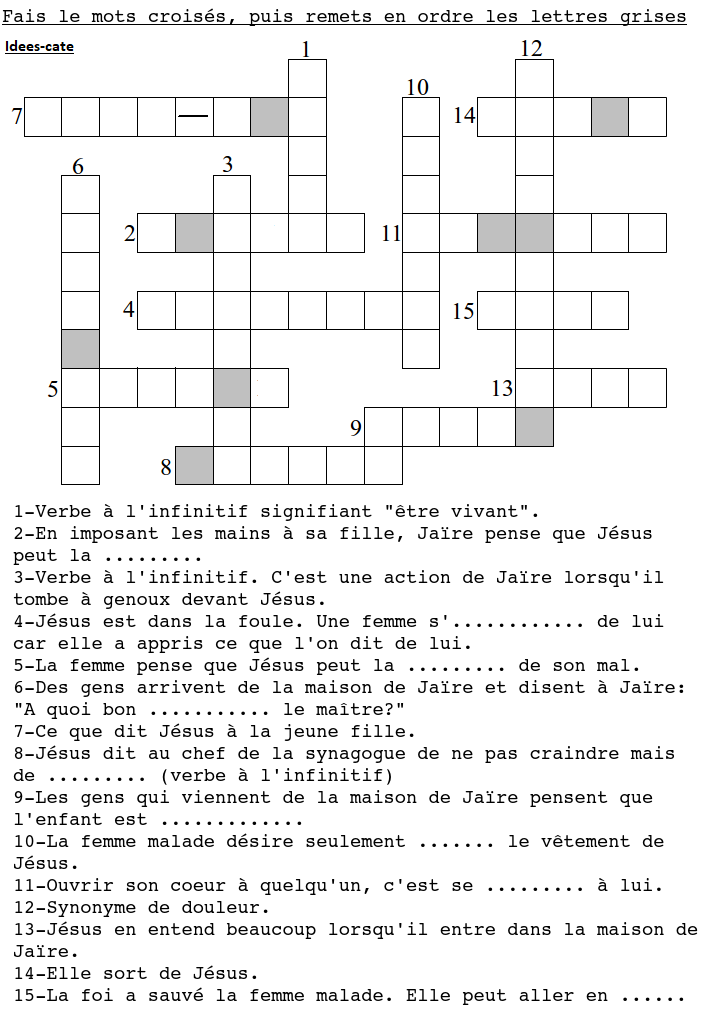 Fais le mots croisés, puis remets en ordre les lettres grises
Idees-cate
1
12
10
7
14
6
3
2
11
4
15
5
13
9
8
1-Verbe à l'infinitif signifiant "être vivant".
2-En imposant les mains à sa fille, Jaïre pense que Jésus
peut la .........
3-Verbe à l'infinitif. C'est une action de Jaïre lorsqu'il
tombe à genoux devant Jésus.
4-Jésus est dans la foule. Une femme s'............ de lui
car elle a appris ce que l'on dit de lui.
5-La femme pense que Jésus peut la ......... de son mal.
6-Des gens arrivent de la maison de Jaïre et disent à Jaïre:
"A quoi bon ........... le maître?"
7-Ce que dit Jésus à la jeune fille.
8-Jésus dit au chef de la synagogue de ne pas craindre mais
de ......... (verbe à l'infinitif)
9-Les gens qui viennent de la maison de Jaïre pensent que
l'enfant est .............
10-La femme malade désire seulement ....... le vêtement de
Jésus.
11-Ouvrir son coeur à quelqu'un, c'est se ......... à lui.
12-Synonyme de douleur.
13-Jésus en entend beaucoup lorsqu'il entre dans la maison de
Jaïre.
14-Elle sort de Jésus.
15-La foi a sauvé la femme malade. Elle peut aller en ......